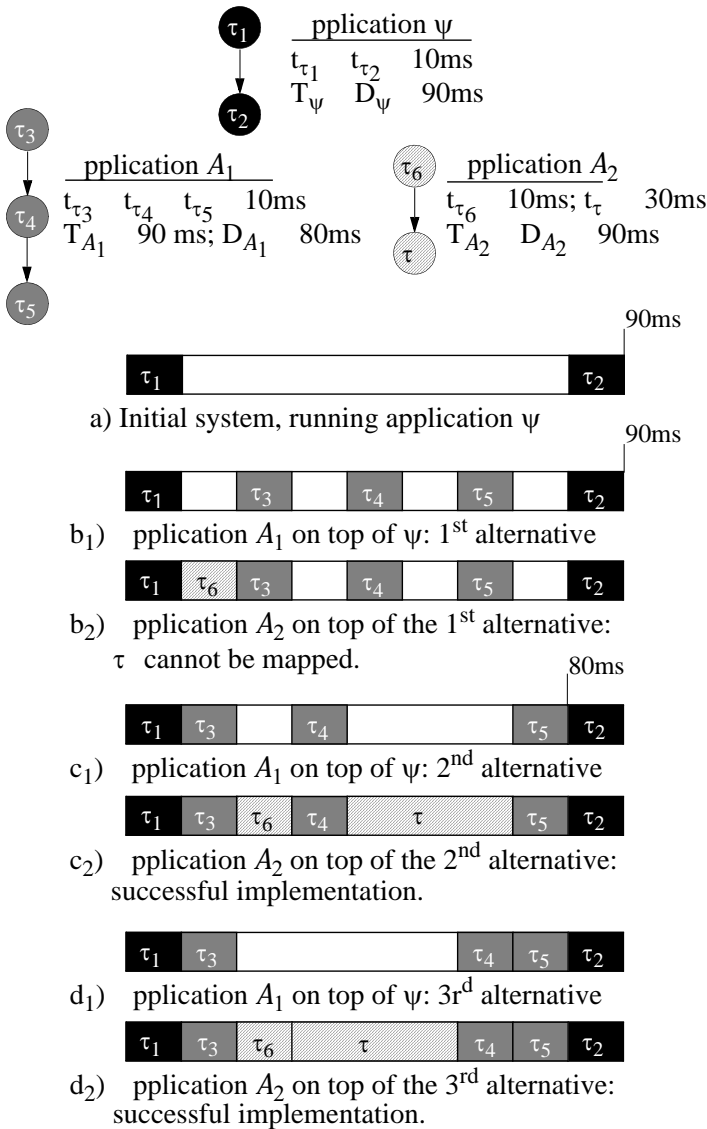 τ1
pplication ψ
tτ1 tτ2 10ms
Tψ Dψ 90ms
τ2
τ3
pplication A1
tτ3 tτ4 tτ5 10ms
TA1 90 ms; DA1 80ms
τ4
τ5
τ6
pplication A2
tτ6 10ms; tτ 30ms
TA2 DA2 90ms
τ
90ms
τ1 τ2
a) Initial system, running application ψ
90ms
τ1 τ3 τ4 τ5 τ2
b1) pplication A1 on top of ψ: 1st alternative
τ1 τ6 τ3 τ4 τ5 τ2
b2) pplication A2 on top of the 1st alternative:
τ cannot be mapped.
80ms
τ1 τ3 τ4 τ5 τ2
c1) pplication A1 on top of ψ: 2nd alternative
τ1 τ3 τ6 τ4 τ τ5 τ2
c2) pplication A2 on top of the 2nd alternative:
successful implementation.
τ1 τ3 τ4 τ5 τ2
d1) pplication A1 on top of ψ: 3rd alternative
τ1 τ3 τ6 τ τ4 τ5 τ2
d2) pplication A2 on top of the 3rd alternative:
successful implementation.